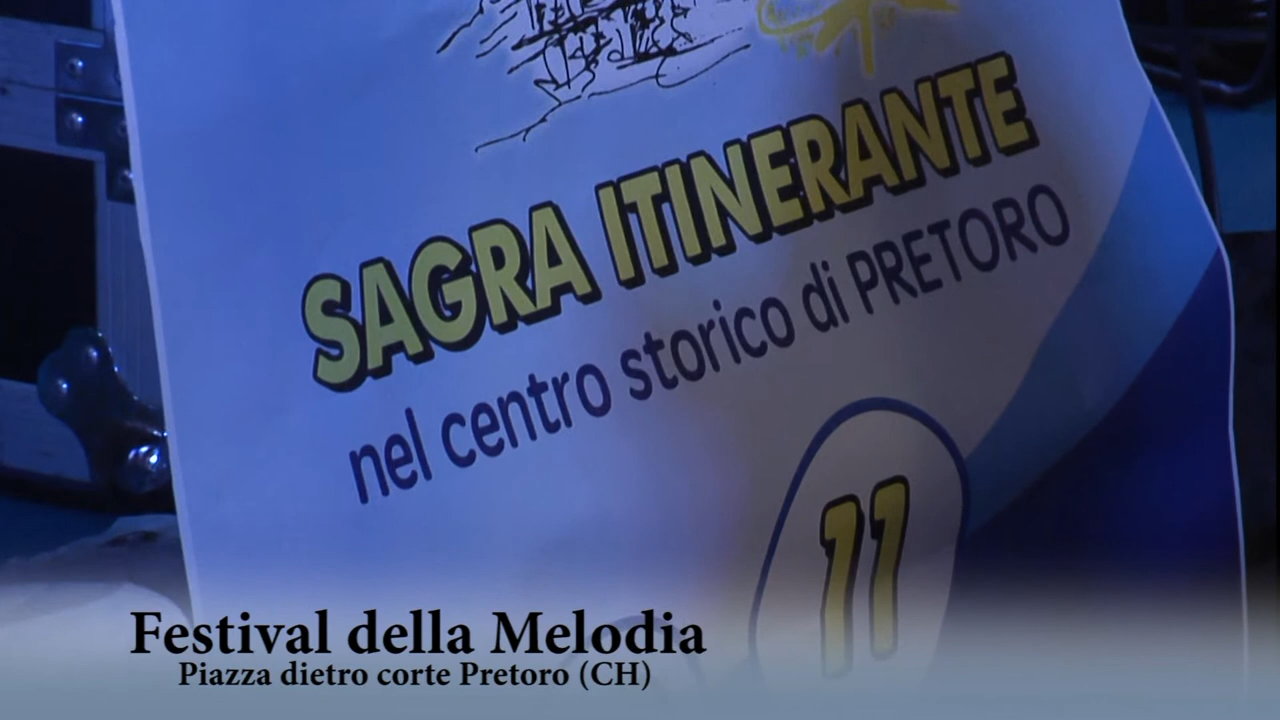 SAGRA ITINERANTE
nel centro storico di PRETORO
11
Festival della Melodia
Piazza dietro corte Pretoro (CH)